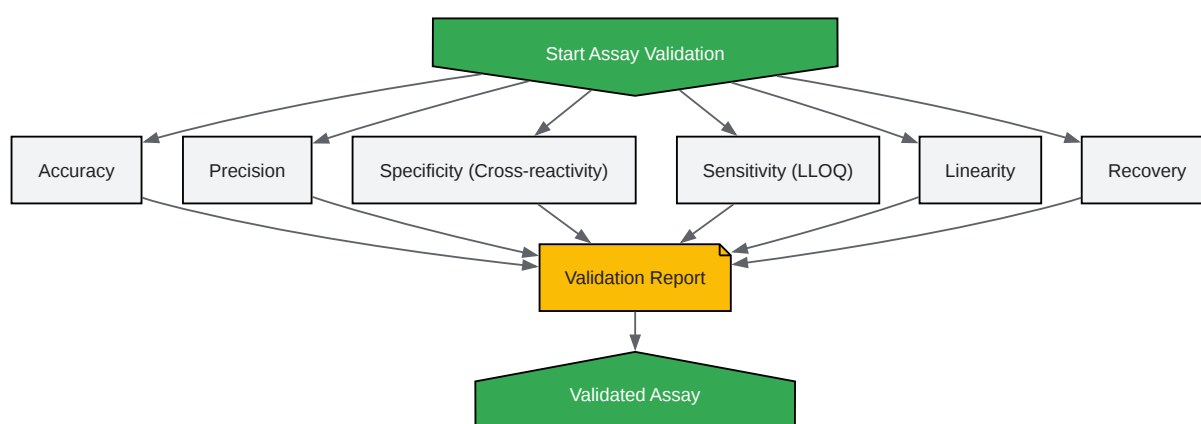 Start Assay Validation
Accuracy
Precision
Specificity (Cross-reactivity)
Sensitivity (LLOQ)
Linearity
Recovery
Validation Report
Validated Assay